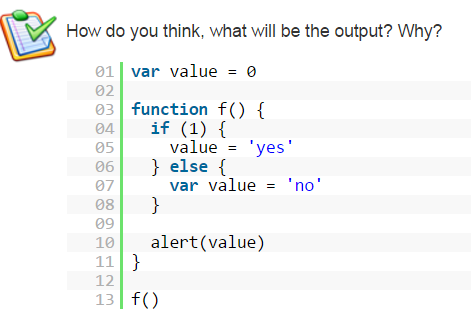 How do you think, what will be the output? Why?
01 var value = 0
02
03 function f() {
04   if (1) {
05     value = 'yes'
06   } else {
07     var value = 'no'
08   }
09
10   alert(value)
11 }
12
13 f()